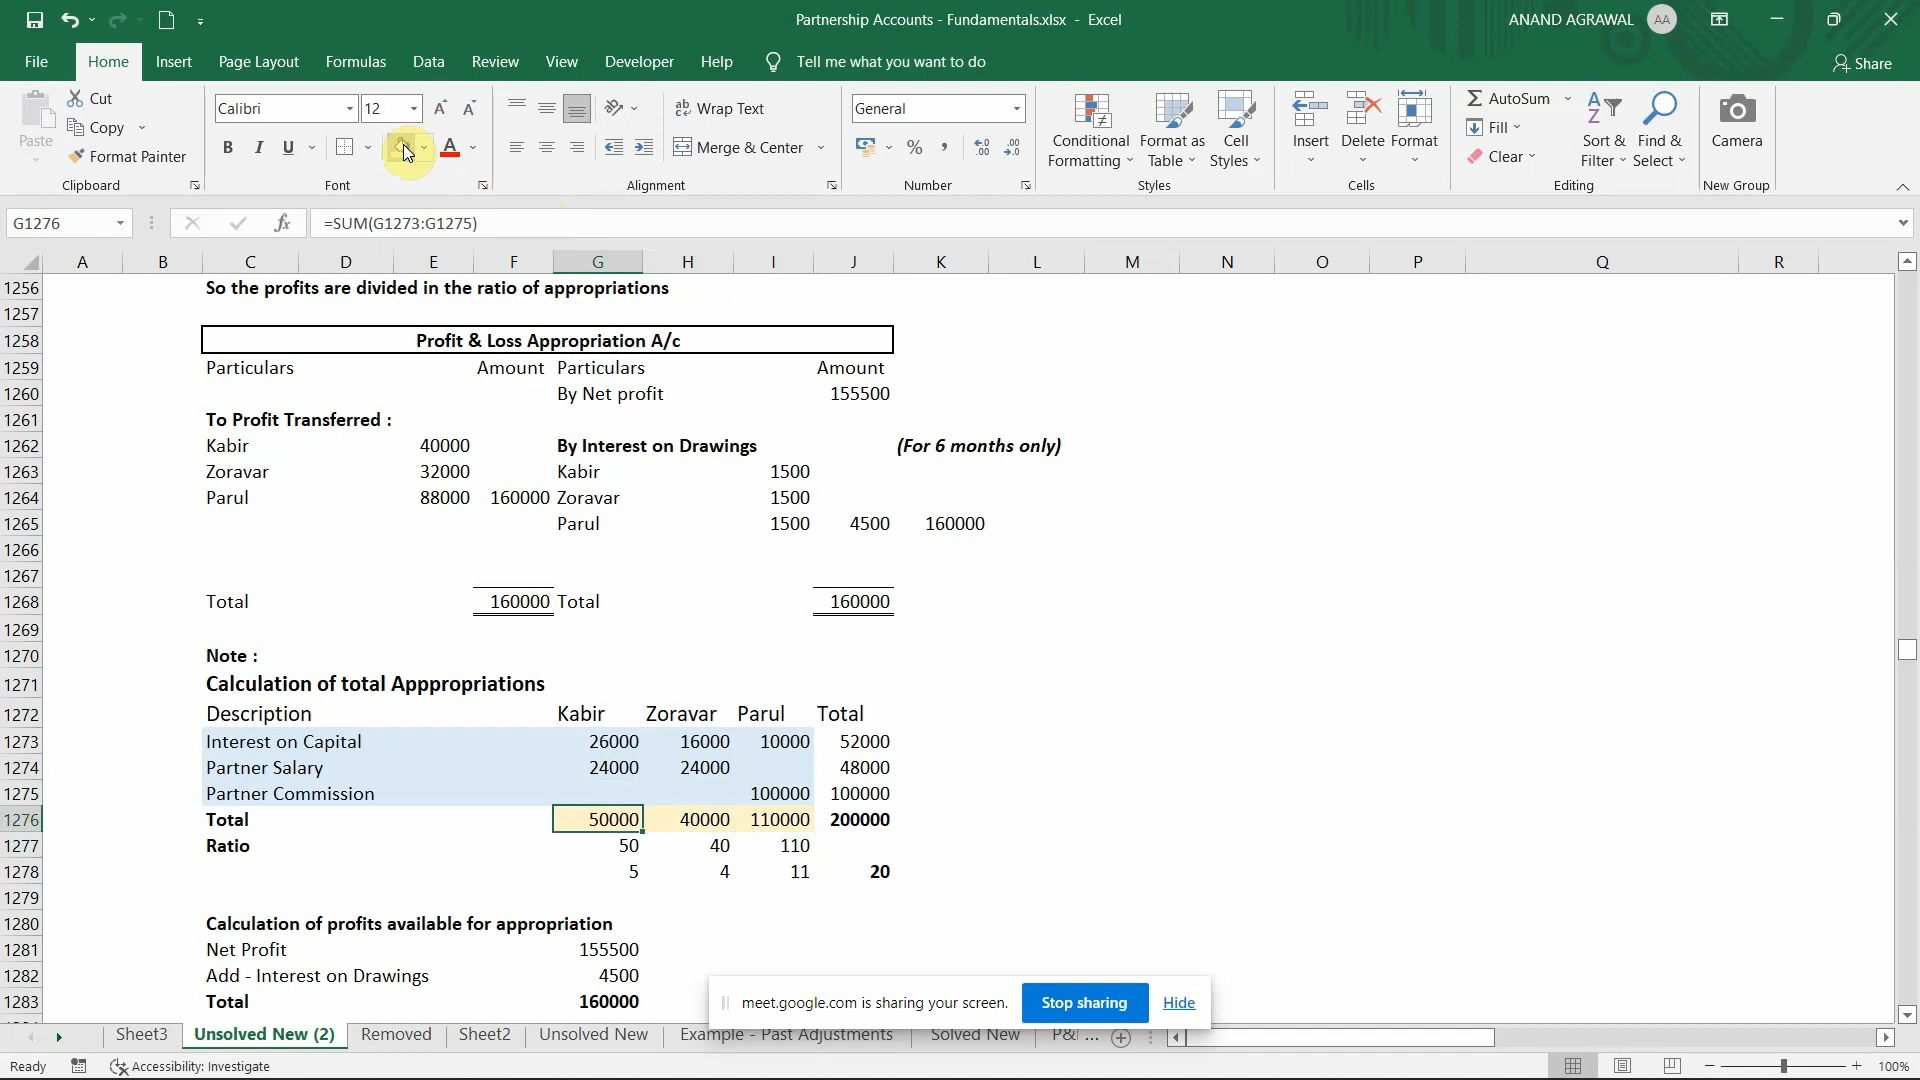 Partnership Accounts - Fundamentals.xlsx - Excel
ANAND AGRAWAL AA
File Home Insert Page Layout Formulas Data Review View Developer Help Tell me what you want to do
Share
Paste
Cut
Copy
Format Painter
Clipboard
Calibri 12
B I U A
Font
Wrap Text
Merge & Center
Alignment
General
Number
Conditional Formatting
Format as Table
Cell Styles
Styles
Insert Delete Format
Cells
AutoSum
Fill
Clear
Sort & Filter
Find & Select
Editing
Camera
New Group
G1276 fx =SUM(G1273:G1275)
A B C D E F G H I J K L M N O P Q R
1256 So the profits are divided in the ratio of appropriations
1257
1258 Profit & Loss Appropriation A/c
1259 Particulars Amount Particulars Amount
1260 By Net profit 155500
1261 To Profit Transferred :
1262 Kabir 40000 By Interest on Drawings (For 6 months only)
1263 Zoravar 32000 Kabir 1500
1264 Parul 88000 160000 Zoravar 1500
1265 Parul 1500 4500 160000
1266
1267
1268 Total 160000 Total 160000
1269
1270 Note :
1271 Calculation of total Apppropriations
1272 Description Kabir Zoravar Parul Total
1273 Interest on Capital 26000 16000 10000 52000
1274 Partner Salary 24000 24000 48000
1275 Partner Commission 100000 100000
1276 Total 50000 40000 110000 200000
1277 Ratio 50 40 110
1278 5 4 11 20
1279
1280 Calculation of profits available for appropriation
1281 Net Profit 155500
1282 Add - Interest on Drawings 4500
1283 Total 160000
meet.google.com is sharing your screen. Stop sharing Hide
Sheet3 Unsolved New (2) Removed Sheet2 Unsolved New Example - Past Adjustments Solved New P& ...
Ready Accessibility: Investigate 100%